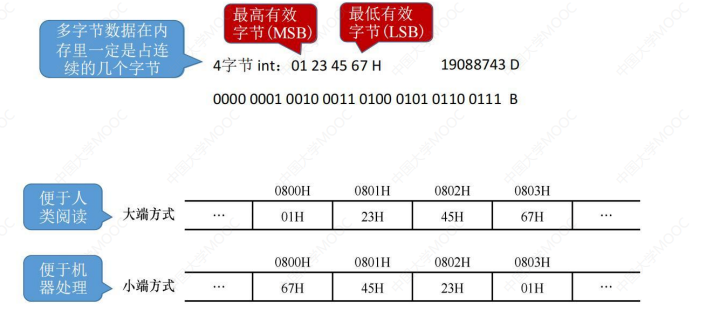 多字节数据在内
存里一定是占连
续的几个字节
最高有效
字节(MSB)
最低有效
字节(LSB)
4字节 int： 01 23 45 67 H 19088743 D
0000 0001 0010 0011 0100 0101 0110 0111 B
便于人
类阅读
大端方式
0800H 0801H 0802H 0803H
… 01H 23H 45H 67H …
便于机
器处理
小端方式
0800H 0801H 0802H 0803H
… 67H 45H 23H 01H …
中国大学MOOC